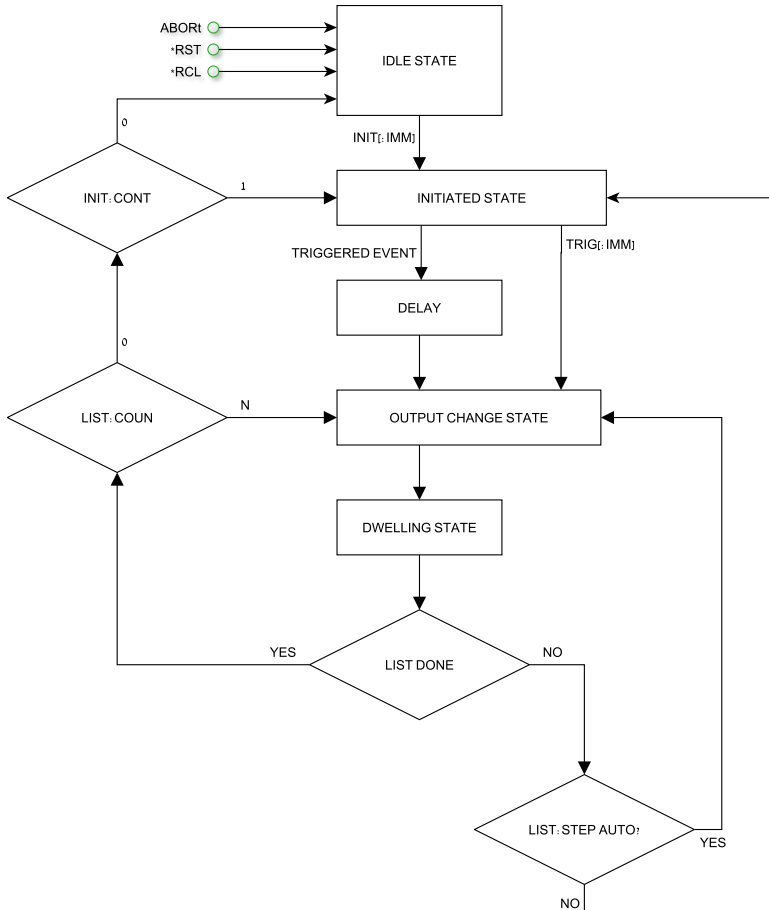 ABORt
*RST
*RCL
IDLE STATE
0
INIT[:IMM]
INIT:CONT
1
INITIATED STATE
TRIGGERED EVENT
TRIG[:IMM]
DELAY
0
LIST:COUN
N
OUTPUT CHANGE STATE
DWELLING STATE
YES
LIST DONE
NO
LIST:STEP AUTO?
YES
NO